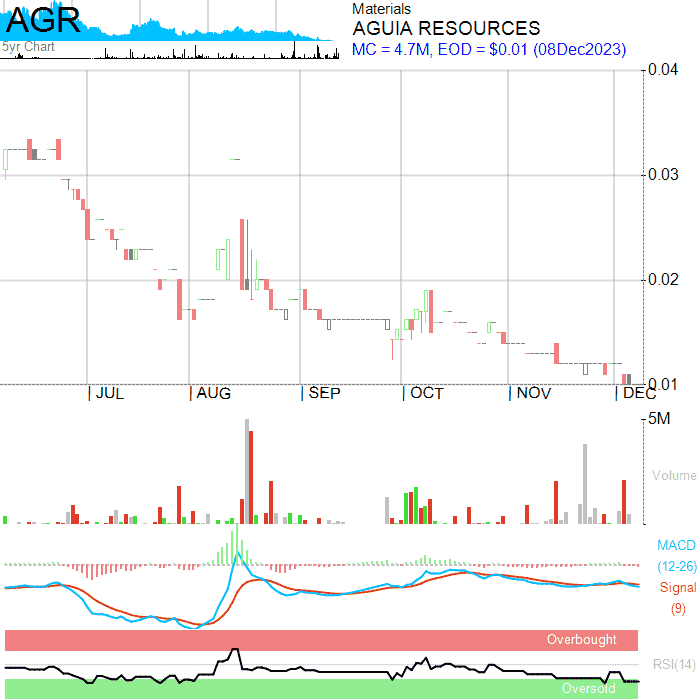 AGR
5yr Chart
Materials
AGUIA RESOURCES
MC = 4.7M, EOD = $0.01 (08Dec2023)
0.04
0.03
0.02
0.01
JUL AUG SEP OCT NOV DEC
5M
Volume
MACD
(12-26)
Signal
(9)
Overbought
RSI(14)
Oversold